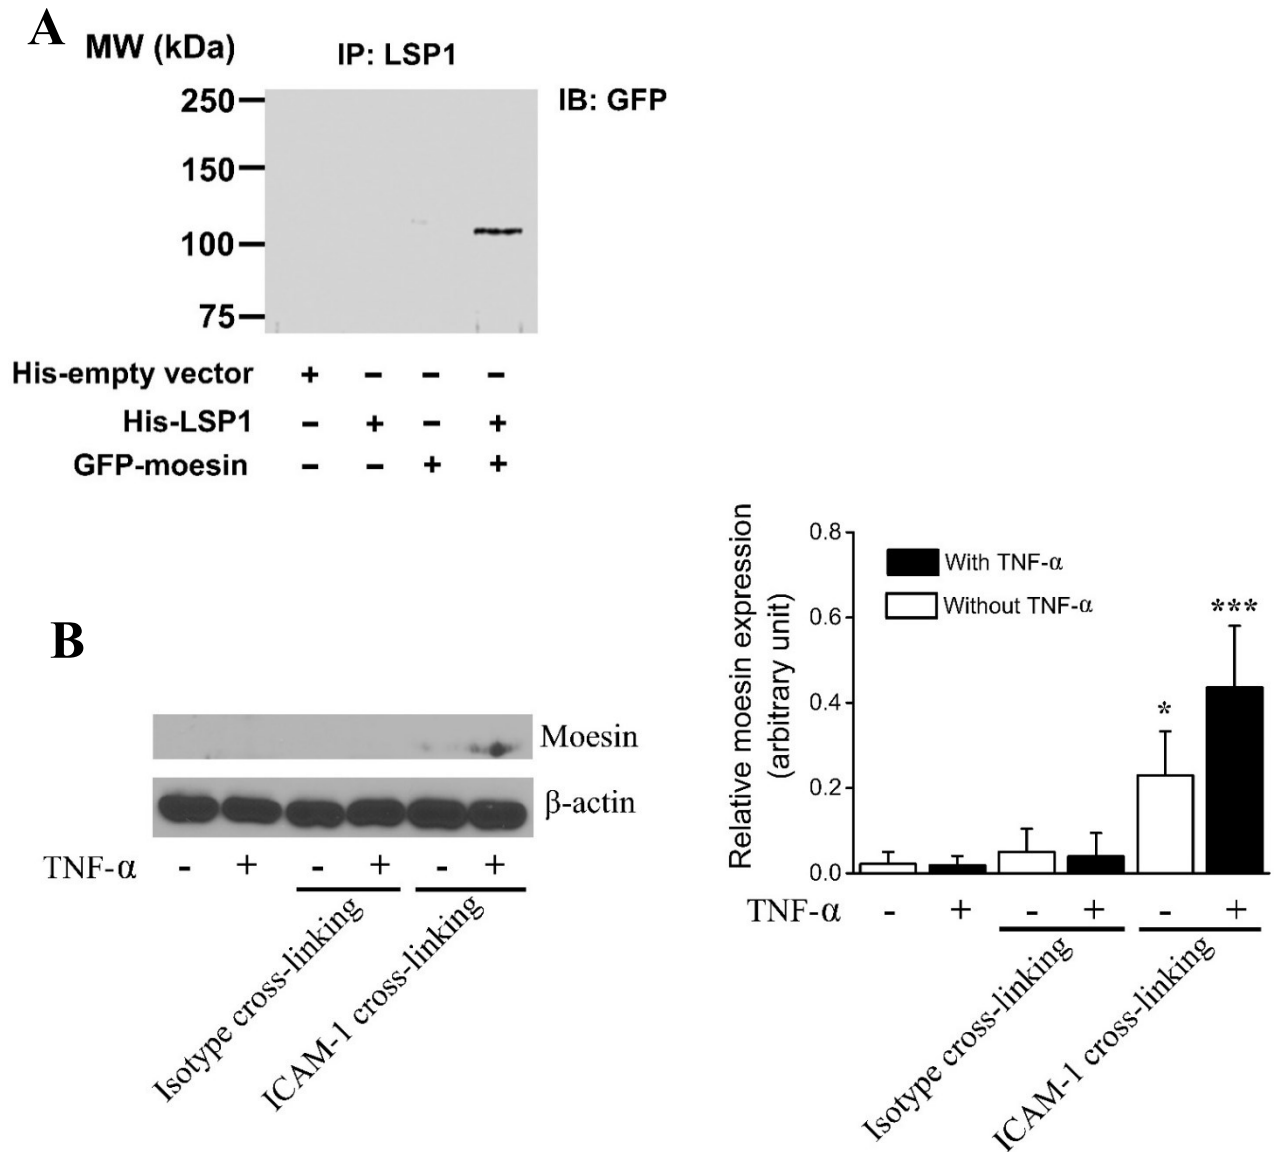 A
MW (kDa)
IP: LSP1
IB: GFP
250
150
100
75
His-empty vector + - - -
His-LSP1 - + - +
GFP-moesin - - + +
B
Moesin
β-actin
TNF-α - + - + - +
Isotype cross-linking
ICAM-1 cross-linking
Relative moesin expression
(arbitrary unit)
0.8
0.6
0.4
0.2
0.0
With TNF-α
Without TNF-α
*
***
TNF-α - + - + - +
Isotype cross-linking
ICAM-1 cross-linking